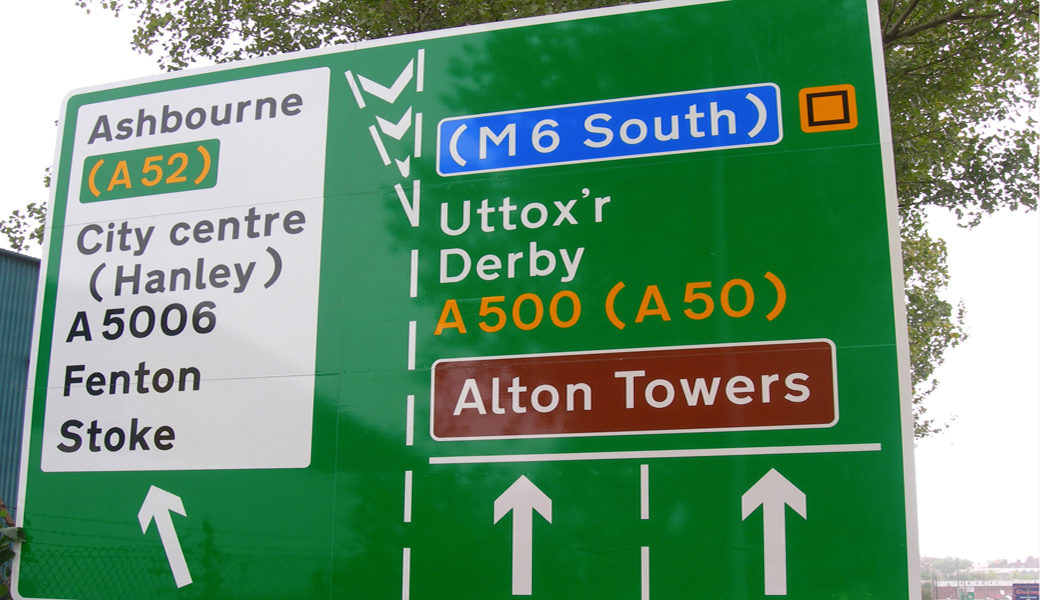 Ashbourne
(A52)
City centre
(Hanley)
A5006
Fenton
Stoke
(M6 South)
Uttox'r
Derby
A500 (A50)
Alton Towers